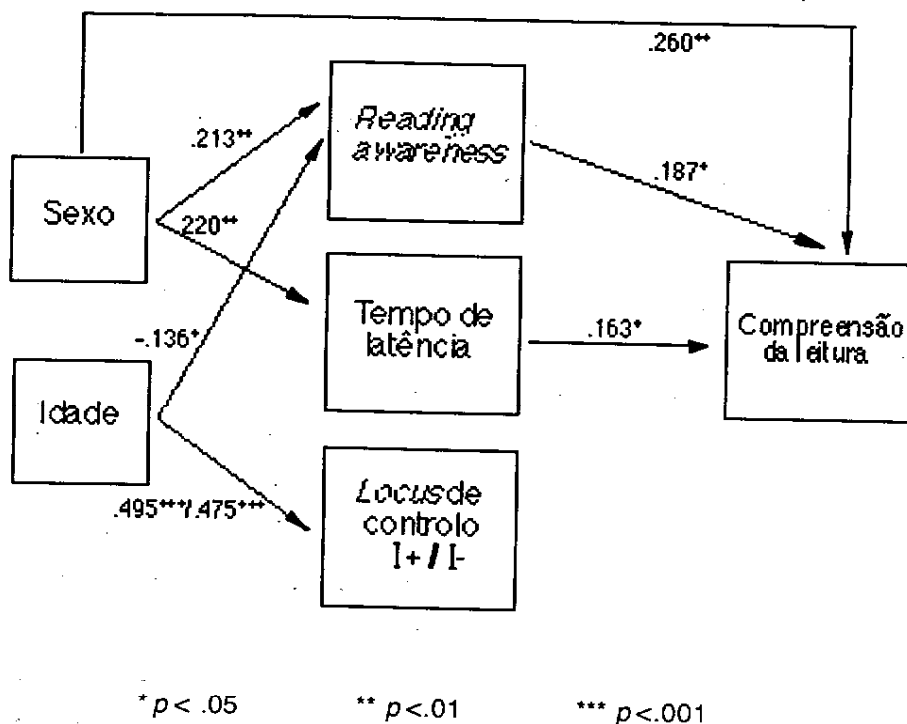 .260**
Reading
awareness
.213**
.187*
Sexo
.220**
Tempo de
latência
.163*
Compreensão
da leitura
-.136*
Idade
.495***/.475***
Locus de
controlo
I+ / I-
* p< .05 ** p<.01 *** p<.001